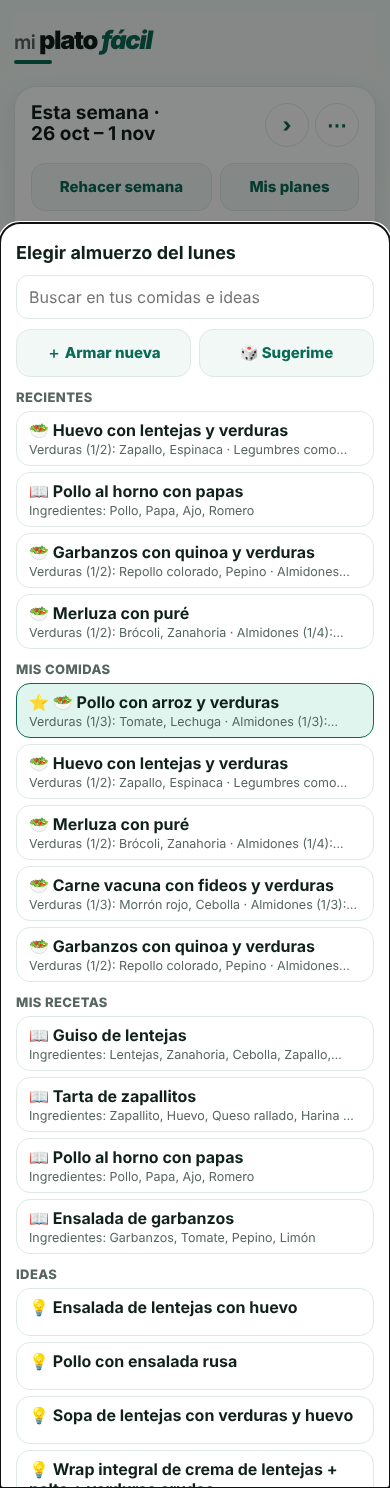 mi plato fácil
Esta semana ·
26 oct – 1 nov
›
···
Rehacer semana
Mis planes
Elegir almuerzo del lunes
Buscar en tus comidas e ideas
+ Armar nueva
🎲 Sugerime
RECIENTES
🥗 Huevo con lentejas y verduras
Verduras (1/2): Zapallo, Espinaca · Legumbres como...
📖 Pollo al horno con papas
Ingredientes: Pollo, Papa, Ajo, Romero
🥗 Garbanzos con quinoa y verduras
Verduras (1/2): Repollo colorado, Pepino · Almidones...
🥗 Merluza con puré
Verduras (1/2): Brócoli, Zanahoria · Almidones (1/4):...
MIS COMIDAS
⭐ 🥗 Pollo con arroz y verduras
Verduras (1/3): Tomate, Lechuga · Almidones (1/3):...
🥗 Huevo con lentejas y verduras
Verduras (1/2): Zapallo, Espinaca · Legumbres como...
🥗 Merluza con puré
Verduras (1/2): Brócoli, Zanahoria · Almidones (1/4):...
🥗 Carne vacuna con fideos y verduras
Verduras (1/3): Morrón rojo, Cebolla · Almidones (1/3):...
🥗 Garbanzos con quinoa y verduras
Verduras (1/2): Repollo colorado, Pepino · Almidones...
MIS RECETAS
📖 Guiso de lentejas
Ingredientes: Lentejas, Zanahoria, Cebolla, Zapallo,...
📖 Tarta de zapallitos
Ingredientes: Zapallito, Huevo, Queso rallado, Harina ...
📖 Pollo al horno con papas
Ingredientes: Pollo, Papa, Ajo, Romero
📖 Ensalada de garbanzos
Ingredientes: Garbanzos, Tomate, Pepino, Limón
IDEAS
💡 Ensalada de lentejas con huevo
💡 Pollo con ensalada rusa
💡 Sopa de lentejas con verduras y huevo
💡 Wrap integral de crema de lentejas +